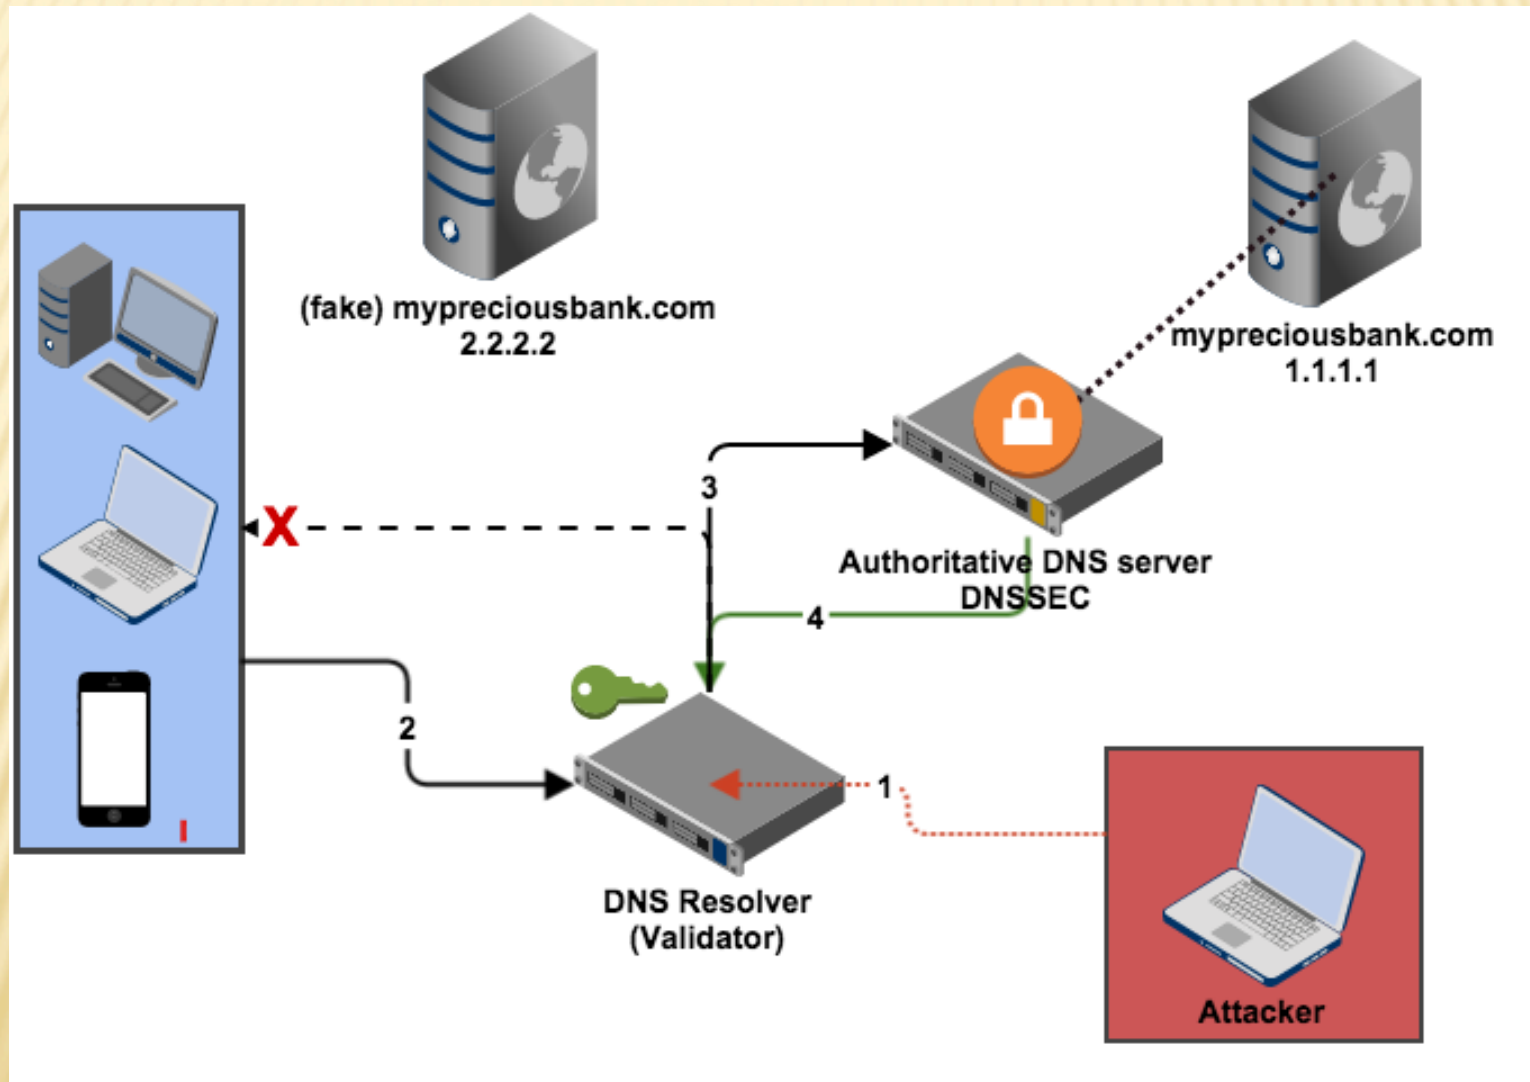 (fake) mypreciousbank.com
2.2.2.2
mypreciousbank.com
1.1.1.1
3
X
Authoritative DNS server
DNSSEC
4
2
1
I
DNS Resolver
(Validator)
Attacker